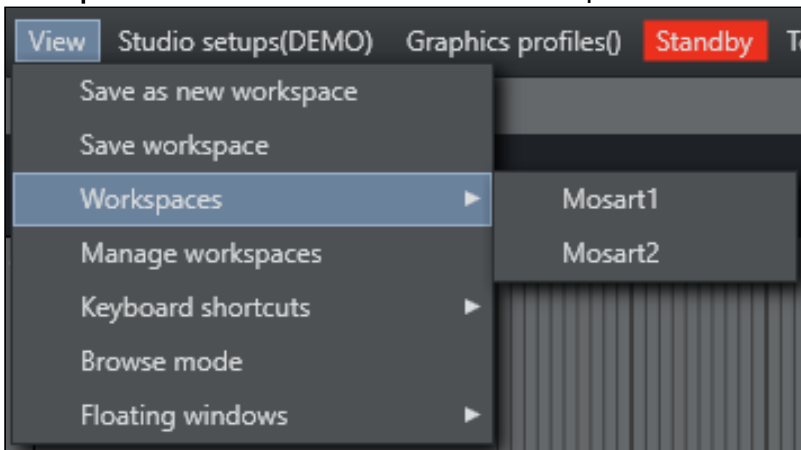 View Studio setups(DEMO) Graphics profiles() Standby
Save as new workspace
Save workspace
Workspaces
Mosart1
Manage workspaces
Mosart2
Keyboard shortcuts
Browse mode
Floating windows